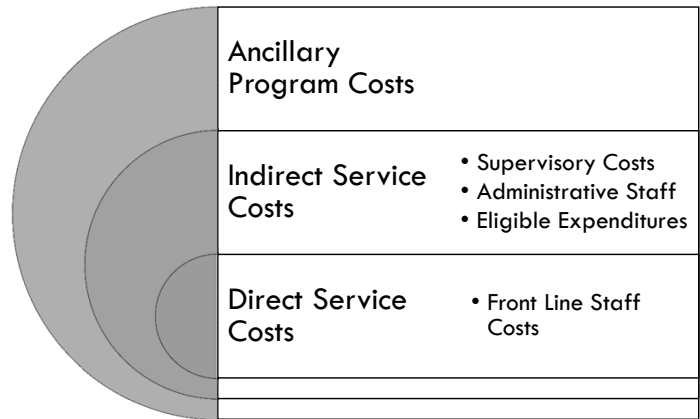 Ancillary
Program Costs
Indirect Service
Costs
• Supervisory Costs
• Administrative Staff
• Eligible Expenditures
Direct Service
Costs
• Front Line Staff
Costs